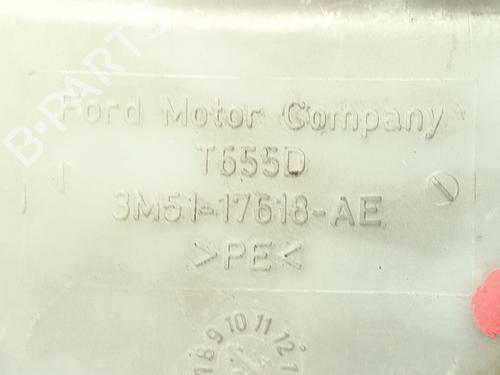 B-PARTS
Ford Motor Company
T655D
3M51-17618-AE
>PE<
8 9 10 11 12